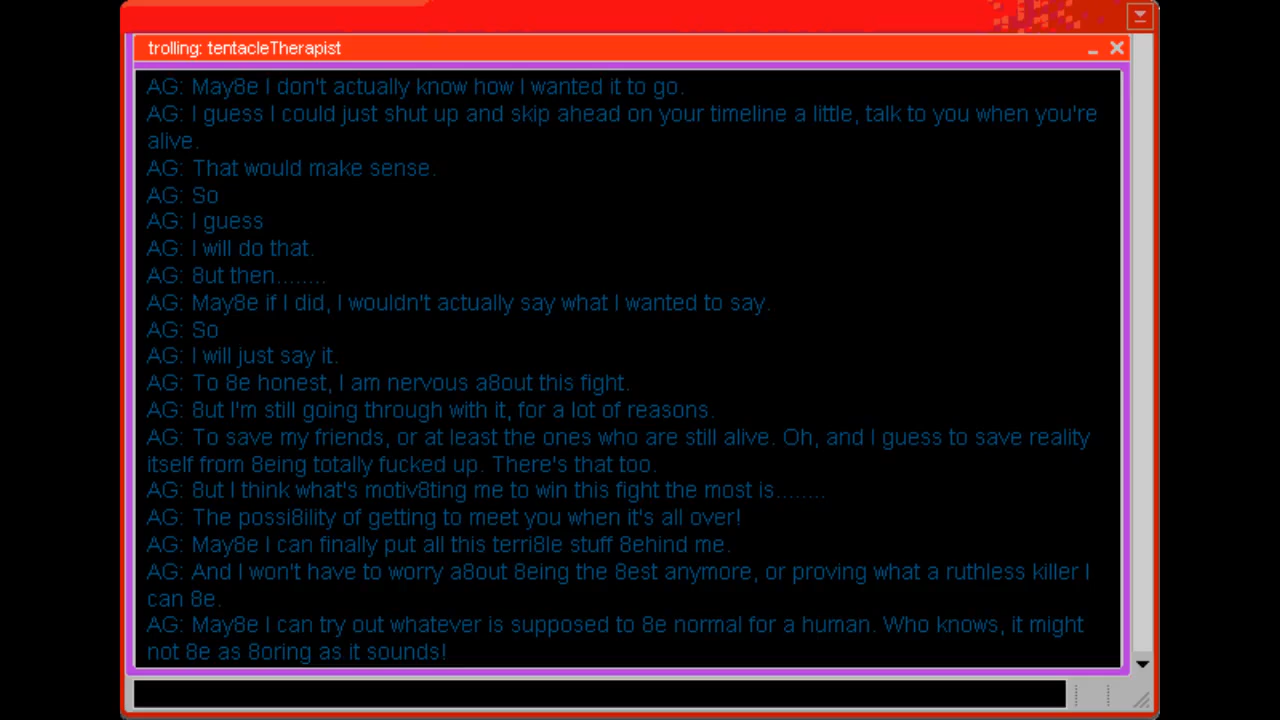 trolling: tentacleTherapist
AG: May8e I don't actually know how I wanted it to go.
AG: I guess I could just shut up and skip ahead on your timeline a little, talk to you when you're
alive.
AG: That would make sense.
AG: So
AG: I guess
AG: I will do that.
AG: 8ut then........
AG: May8e if I did, I wouldn't actually say what I wanted to say.
AG: So
AG: I will just say it.
AG: To 8e honest, I am nervous a8out this fight.
AG: 8ut I'm still going through with it, for a lot of reasons.
AG: To save my friends, or at least the ones who are still alive. Oh, and I guess to save reality
itself from 8eing totally fucked up. There's that too.
AG: 8ut I think what's motiv8ting me to win this fight the most is........
AG: The possi8ility of getting to meet you when it's all over!
AG: May8e I can finally put all this terri8le stuff 8ehind me.
AG: And I won't have to worry a8out 8eing the 8est anymore, or proving what a ruthless killer I
can 8e.
AG: May8e I can try out whatever is supposed to 8e normal for a human. Who knows, it might
not 8e as 8oring as it sounds!